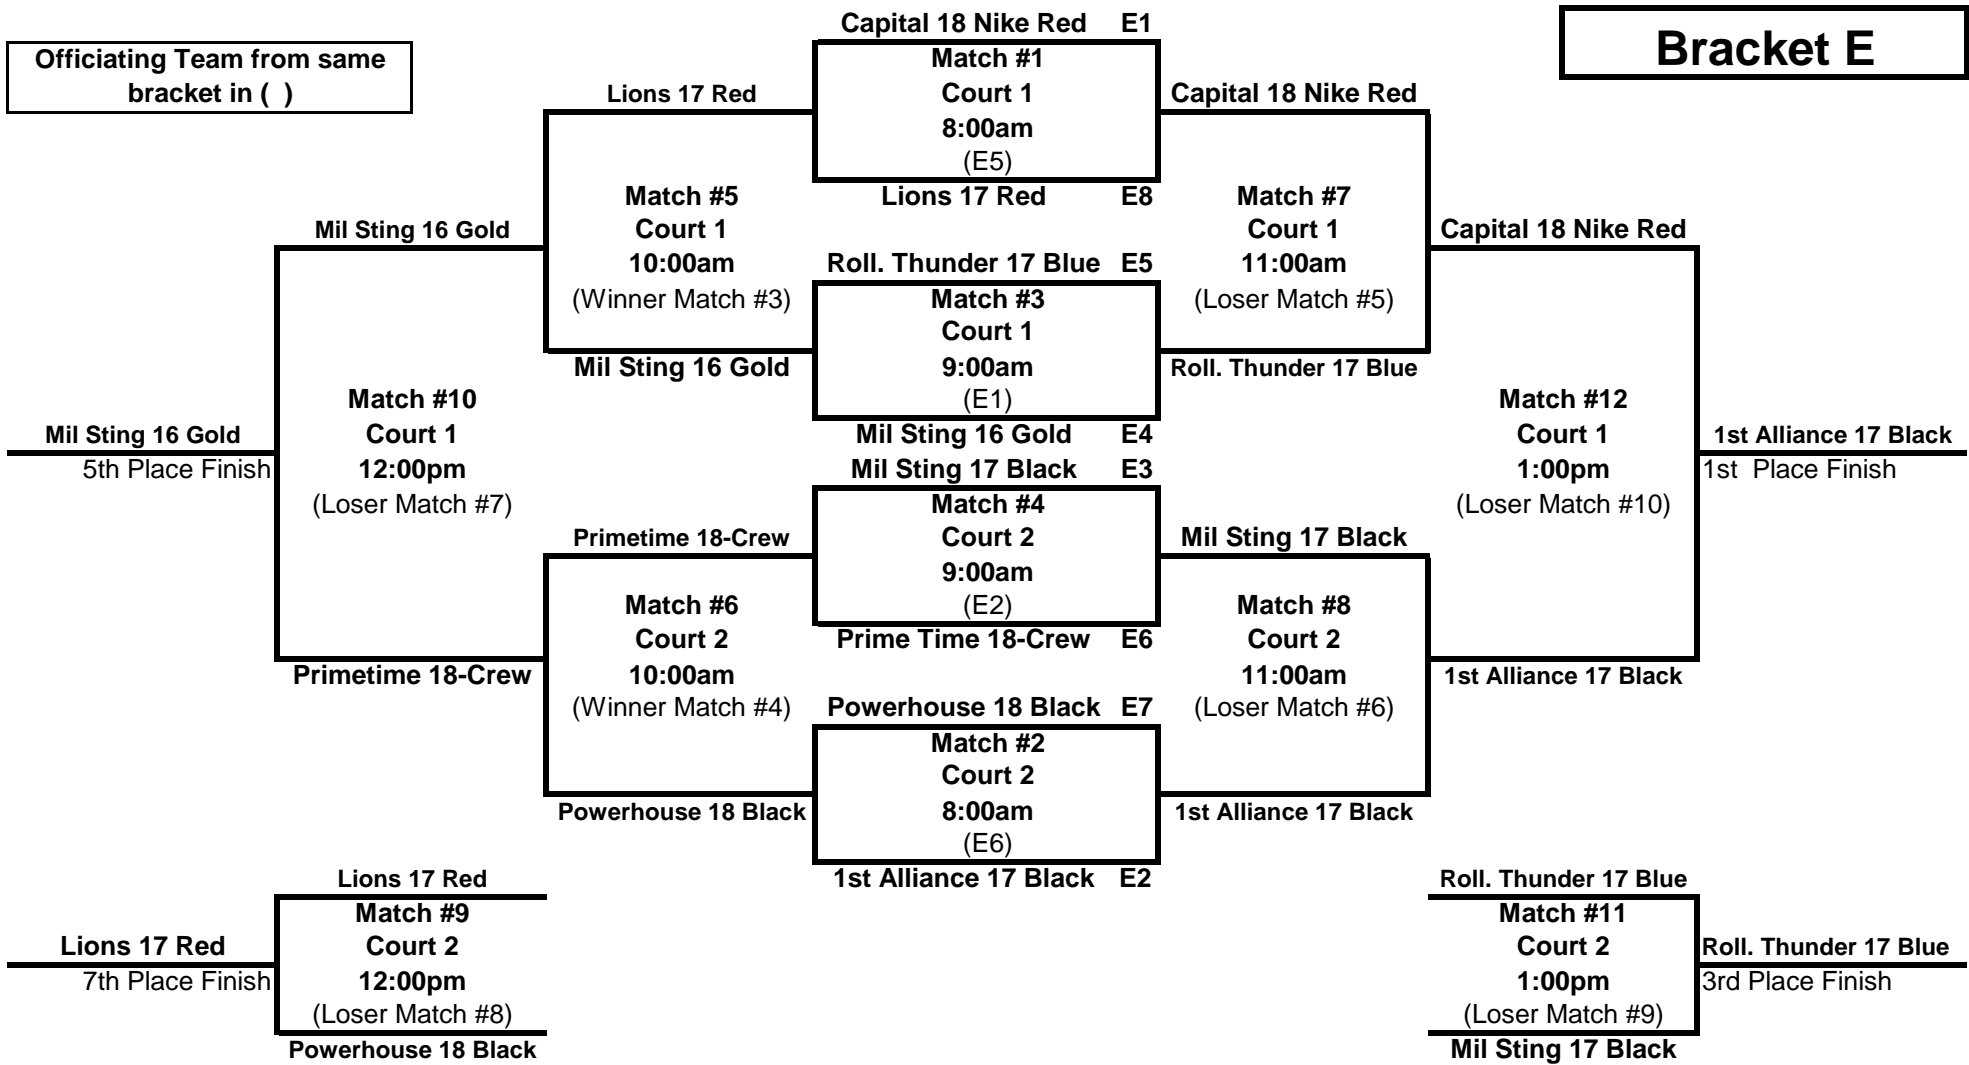 Officiating Team from same
bracket in (  )
Bracket E
Capital 18 Nike Red E1
Match #1
Court 1
8:00am
(E5)
Lions 17 Red E8
Lions 17 Red
Match #5
Court 1
10:00am
(Winner Match #3)
Mil Sting 16 Gold
Capital 18 Nike Red
Match #7
Court 1
11:00am
(Loser Match #5)
Roll. Thunder 17 Blue
Roll. Thunder 17 Blue E5
Match #3
Court 1
9:00am
(E1)
Mil Sting 16 Gold E4
Mil Sting 16 Gold
Match #10
Court 1
12:00pm
(Loser Match #7)
Primetime 18-Crew
Mil Sting 16 Gold
5th Place Finish
Capital 18 Nike Red
Match #12
Court 1
1:00pm
(Loser Match #10)
1st Alliance 17 Black
1st Alliance 17 Black
1st  Place Finish
Mil Sting 17 Black E3
Match #4
Court 2
9:00am
(E2)
Prime Time 18-Crew E6
Primetime 18-Crew
Match #6
Court 2
10:00am
(Winner Match #4)
Powerhouse 18 Black
Mil Sting 17 Black
Match #8
Court 2
11:00am
(Loser Match #6)
1st Alliance 17 Black
Powerhouse 18 Black E7
Match #2
Court 2
8:00am
(E6)
1st Alliance 17 Black E2
Lions 17 Red
Match #9
Court 2
12:00pm
(Loser Match #8)
Powerhouse 18 Black
Lions 17 Red
7th Place Finish
Roll. Thunder 17 Blue
Match #11
Court 2
1:00pm
(Loser Match #9)
Mil Sting 17 Black
Roll. Thunder 17 Blue
3rd Place Finish